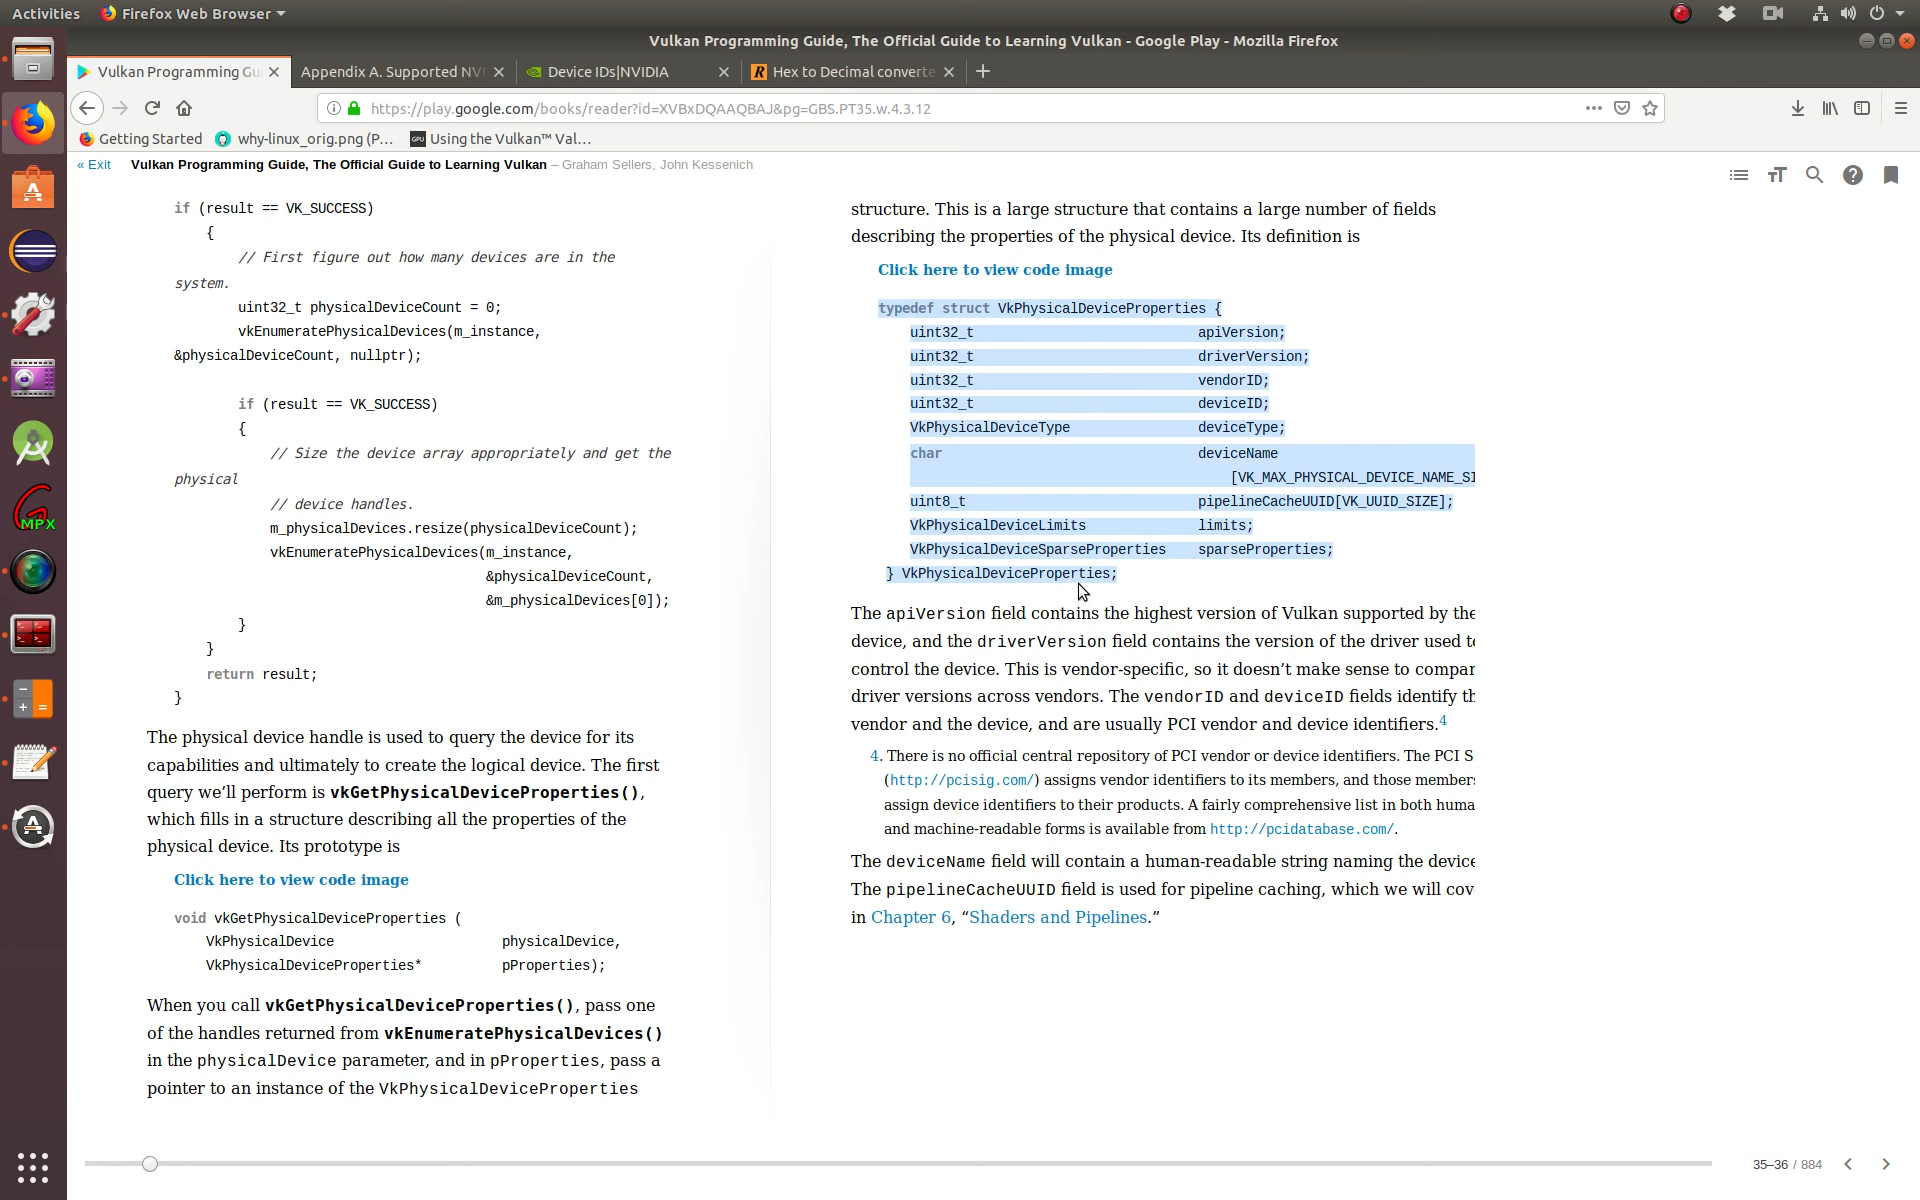 Activities
Firefox Web Browser
Vulkan Programming Guide, The Official Guide to Learning Vulkan - Google Play - Mozilla Firefox
Vulkan Programming Gu
Appendix A. Supported NVI
Device IDs|NVIDIA
Hex to Decimal converte
https://play.google.com/books/reader?id=XVBxDQAAQBAJ&pg=GBS.PT35.w.4.3.12
Getting Started
why-linux_orig.png (P...
Using the Vulkan™ Val...
« Exit
Vulkan Programming Guide, The Official Guide to Learning Vulkan – Graham Sellers, John Kessenich
if (result == VK_SUCCESS)
{
// First figure out how many devices are in the
system.
uint32_t physicalDeviceCount = 0;
vkEnumeratePhysicalDevices(m_instance,
&physicalDeviceCount, nullptr);
if (result == VK_SUCCESS)
{
// Size the device array appropriately and get the
physical
// device handles.
m_physicalDevices.resize(physicalDeviceCount);
vkEnumeratePhysicalDevices(m_instance,
&physicalDeviceCount,
&m_physicalDevices[0]);
}
}
return result;
}
The physical device handle is used to query the device for its
capabilities and ultimately to create the logical device. The first
query we’ll perform is vkGetPhysicalDeviceProperties(),
which fills in a structure describing all the properties of the
physical device. Its prototype is
Click here to view code image
void vkGetPhysicalDeviceProperties (
VkPhysicalDevice physicalDevice,
VkPhysicalDeviceProperties* pProperties);
When you call vkGetPhysicalDeviceProperties(), pass one
of the handles returned from vkEnumeratePhysicalDevices()
in the physicalDevice parameter, and in pProperties, pass a
pointer to an instance of the VkPhysicalDeviceProperties
structure. This is a large structure that contains a large number of fields
describing the properties of the physical device. Its definition is
Click here to view code image
typedef struct VkPhysicalDeviceProperties {
uint32_t apiVersion;
uint32_t driverVersion;
uint32_t vendorID;
uint32_t deviceID;
VkPhysicalDeviceType deviceType;
char deviceName
[VK_MAX_PHYSICAL_DEVICE_NAME_SI
uint8_t pipelineCacheUUID[VK_UUID_SIZE];
VkPhysicalDeviceLimits limits;
VkPhysicalDeviceSparseProperties sparseProperties;
} VkPhysicalDeviceProperties;
The apiVersion field contains the highest version of Vulkan supported by the
device, and the driverVersion field contains the version of the driver used to
control the device. This is vendor-specific, so it doesn’t make sense to compar
driver versions across vendors. The vendorID and deviceID fields identify th
vendor and the device, and are usually PCI vendor and device identifiers.4
4. There is no official central repository of PCI vendor or device identifiers. The PCI S
(http://pcisig.com/) assigns vendor identifiers to its members, and those members
assign device identifiers to their products. A fairly comprehensive list in both huma
and machine-readable forms is available from http://pcidatabase.com/.
The deviceName field will contain a human-readable string naming the device
The pipelineCacheUUID field is used for pipeline caching, which we will cov
in Chapter 6, “Shaders and Pipelines.”
MPX
35–36 / 884